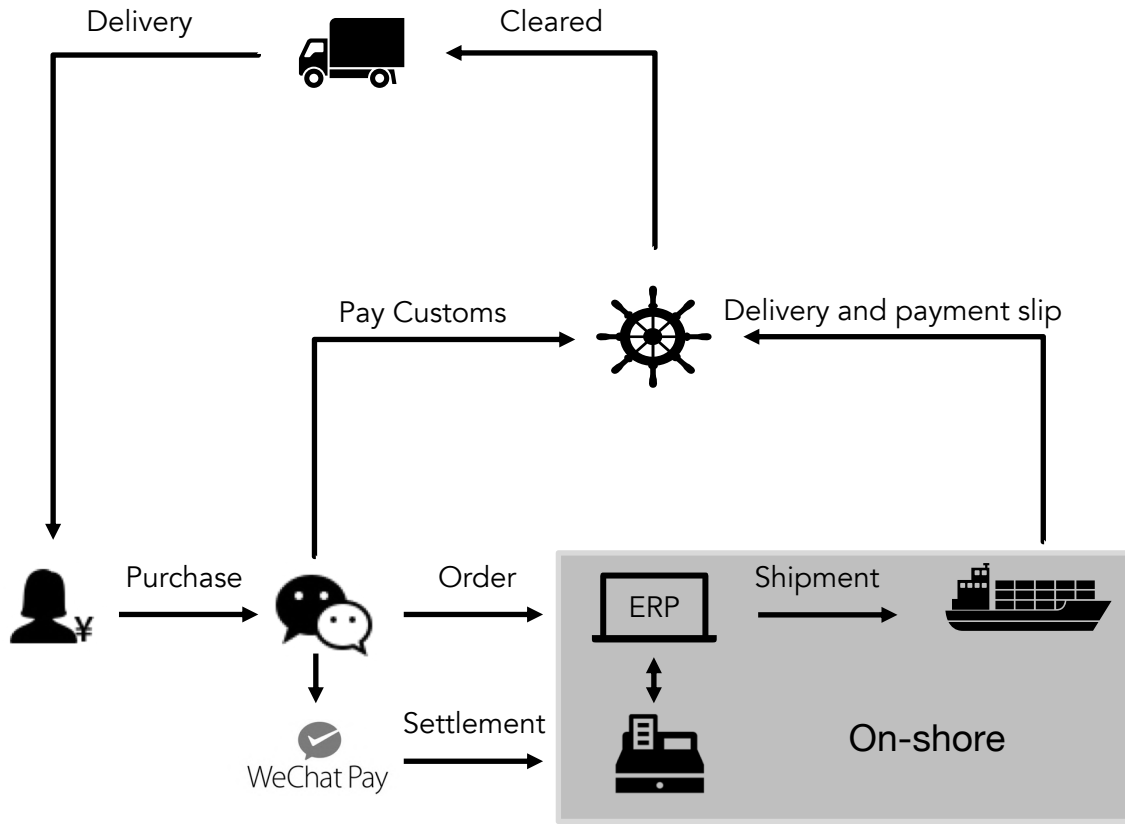 Delivery
Cleared
Pay Customs
Delivery and payment slip
Purchase
Order
Shipment
ERP
¥
Settlement
On-shore
WeChat Pay